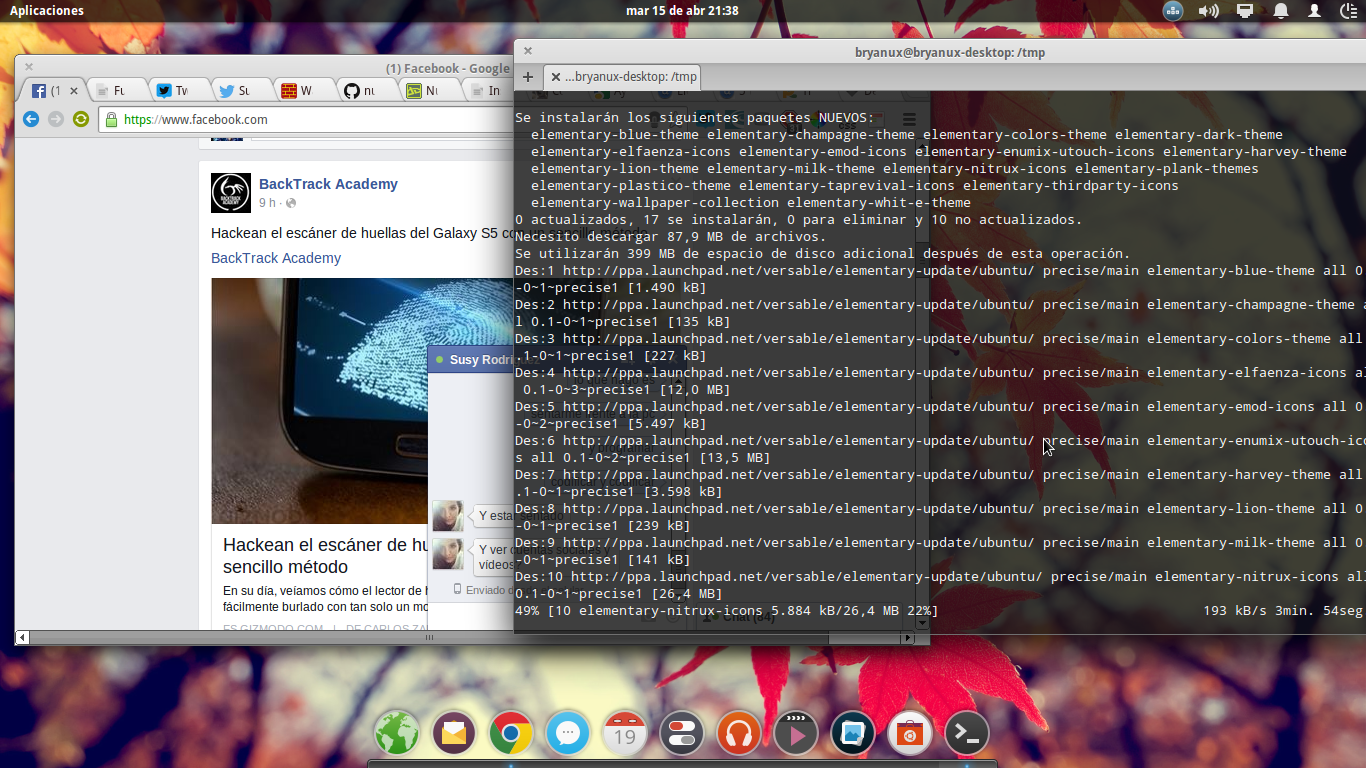 Aplicaciones
mar 15 de abr 21:38
(1) Facebook - Google
(1
Tw
Su
W
In
https://www.facebook.com
BackTrack Academy
9 h ·
Hackean el escáner de huellas del Galaxy S5 con un sencillo método
BackTrack Academy
Susy Rodri
Y esta
Y ver cuentas sociales y
vídeos
Enviado d
Hackean el escáner de hu
sencillo método
En su día, veíamos cómo el lector de h
fácilmente burlado con tan solo un mo
ES.GIZMODO.COM | DE CARLOS ZA
Chat (84)
bryanux@bryanux-desktop: /tmp
...bryanux-desktop: /tmp
Se instalarán los siguientes paquetes NUEVOS:
elementary-blue-theme elementary-champagne-theme elementary-colors-theme elementary-dark-theme
elementary-elfaenza-icons elementary-emod-icons elementary-enumix-utouch-icons elementary-harvey-theme
elementary-lion-theme elementary-milk-theme elementary-nitrux-icons elementary-plank-themes
elementary-plastico-theme elementary-taprevival-icons elementary-thirdparty-icons
elementary-wallpaper-collection elementary-whit-e-theme
0 actualizados, 17 se instalarán, 0 para eliminar y 10 no actualizados.
Necesito descargar 87,9 MB de archivos.
Se utilizarán 399 MB de espacio de disco adicional después de esta operación.
Des:1 http://ppa.launchpad.net/versable/elementary-update/ubuntu/ precise/main elementary-blue-theme all 0
-0~1~precise1 [1.490 kB]
Des:2 http://ppa.launchpad.net/versable/elementary-update/ubuntu/ precise/main elementary-champagne-theme a
l 0.1-0~1~precise1 [135 kB]
Des:3 http://ppa.launchpad.net/versable/elementary-update/ubuntu/ precise/main elementary-colors-theme all
.1-0~1~precise1 [227 kB]
Des:4 http://ppa.launchpad.net/versable/elementary-update/ubuntu/ precise/main elementary-elfaenza-icons al
0.1-0~3~precise1 [12,0 MB]
Des:5 http://ppa.launchpad.net/versable/elementary-update/ubuntu/ precise/main elementary-emod-icons all 0
-0~2~precise1 [5.497 kB]
Des:6 http://ppa.launchpad.net/versable/elementary-update/ubuntu/ precise/main elementary-enumix-utouch-ico
s all 0.1-0~2~precise1 [13,5 MB]
Des:7 http://ppa.launchpad.net/versable/elementary-update/ubuntu/ precise/main elementary-harvey-theme all
.1-0~1~precise1 [3.598 kB]
Des:8 http://ppa.launchpad.net/versable/elementary-update/ubuntu/ precise/main elementary-lion-theme all 0
-0~1~precise1 [239 kB]
Des:9 http://ppa.launchpad.net/versable/elementary-update/ubuntu/ precise/main elementary-milk-theme all 0
-0~1~precise1 [141 kB]
Des:10 http://ppa.launchpad.net/versable/elementary-update/ubuntu/ precise/main elementary-nitrux-icons all
0.1-0~1~precise1 [26,4 MB]
49% [10 elementary-nitrux-icons 5.884 kB/26,4 MB 22%]
193 kB/s 3min. 54seg
19